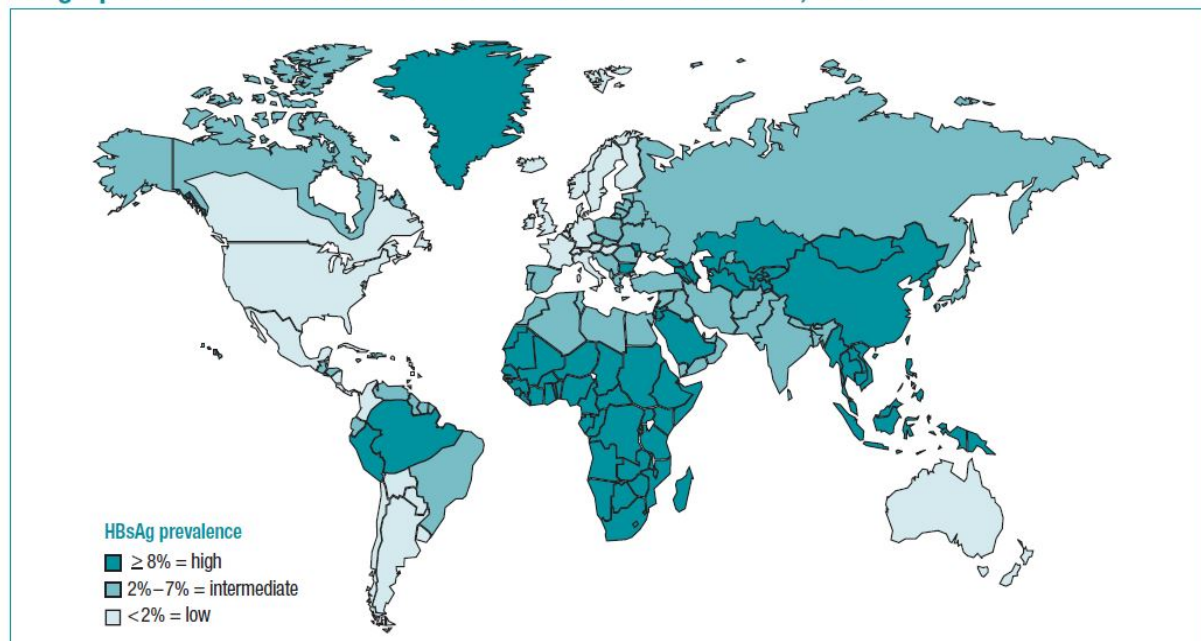 HBsAg prevalence
≥ 8% = high
2%–7% = intermediate
<2% = low